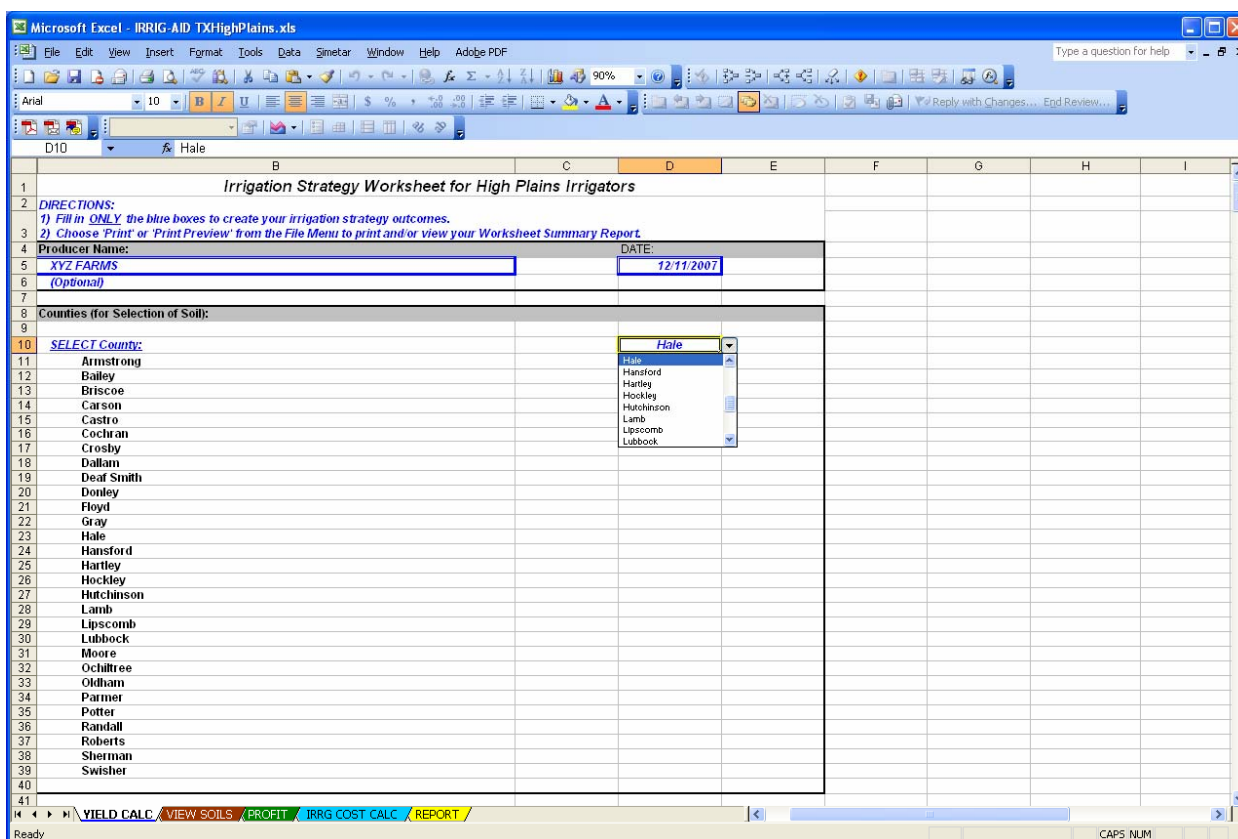 Microsoft Excel - IRRIG-AID TXHighPlains.xls
File Edit View Insert Format Tools Data Simetar Window Help Adobe PDF Type a question for help
90%
Arial 10 B I U $ % , Reply with Changes... End Review...
D10 fx Hale
B C D E F G H I
1 Irrigation Strategy Worksheet for High Plains Irrigators
2 DIRECTIONS:
1) Fill in ONLY the blue boxes to create your irrigation strategy outcomes.
3 2) Choose 'Print' or 'Print Preview' from the File Menu to print and/or view your Worksheet Summary Report.
4 Producer Name: DATE:
5 XYZ FARMS 12/11/2007
6 (Optional)
7
8 Counties (for Selection of Soil):
9
10 SELECT County: Hale
11 Armstrong Hale
12 Bailey Hansford
13 Briscoe Hartley
14 Carson Hockley
15 Castro Hutchinson
16 Cochran Lamb
17 Crosby Lipscomb
Lubbock
18 Dallam
19 Deaf Smith
20 Donley
21 Floyd
22 Gray
23 Hale
24 Hansford
25 Hartley
26 Hockley
27 Hutchinson
28 Lamb
29 Lipscomb
30 Lubbock
31 Moore
32 Ochiltree
33 Oldham
34 Parmer
35 Potter
36 Randall
37 Roberts
38 Sherman
39 Swisher
40
41
YIELD CALC VIEW SOILS PROFIT IRRG COST CALC REPORT
Ready CAPS NUM